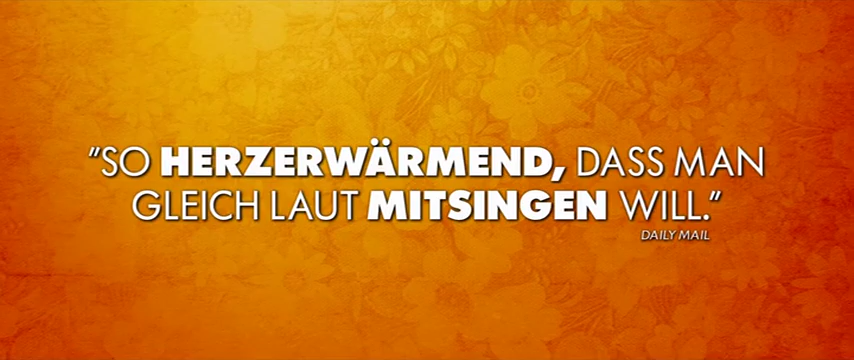 "SO HERZERWÄRMEND, DASS MAN
GLEICH LAUT MITSINGEN WILL."
DAILY MAIL